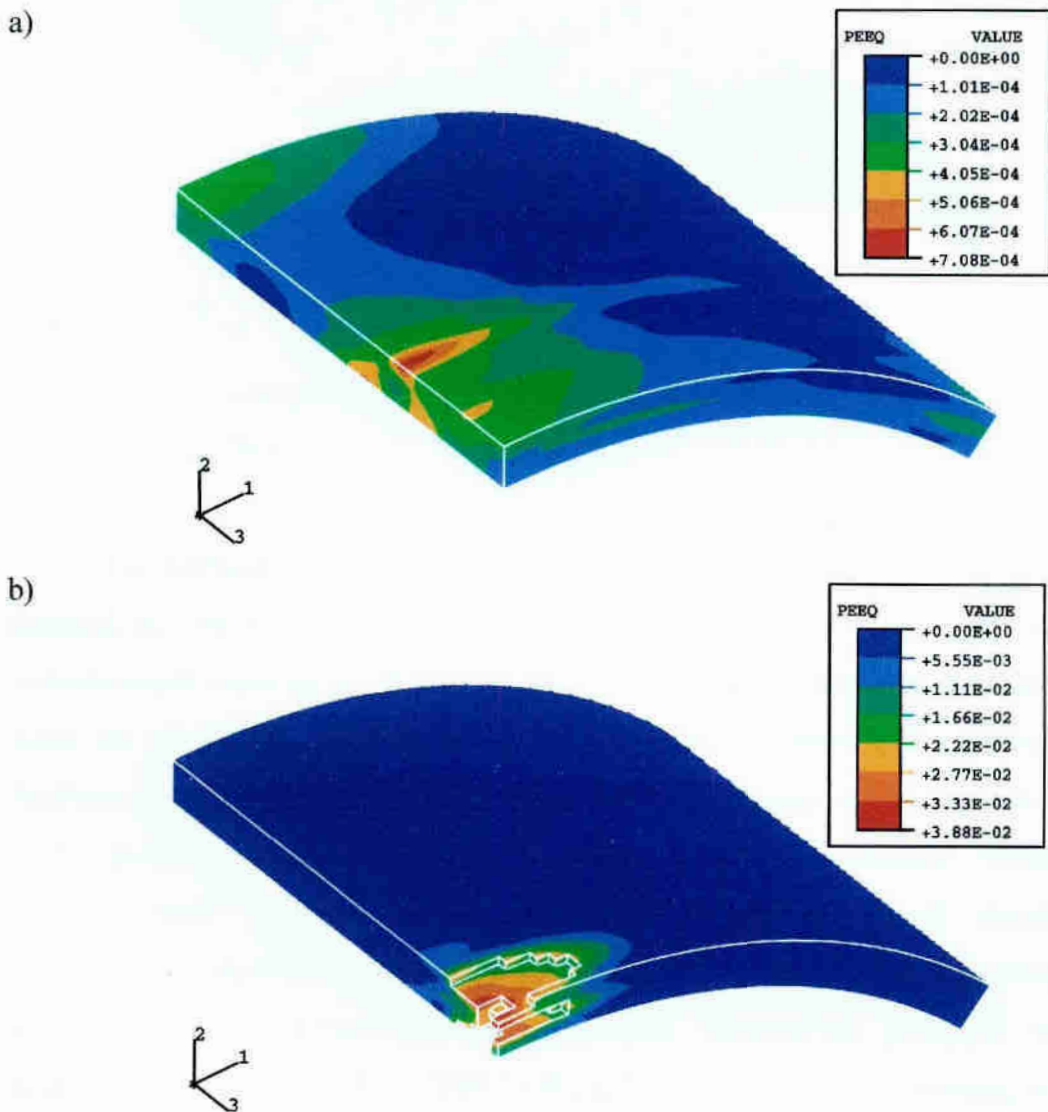 a)
PEEQ VALUE
+0.00E+00
+1.01E-04
+2.02E-04
+3.04E-04
+4.05E-04
+5.06E-04
+6.07E-04
+7.08E-04
2
1
3
b)
PEEQ VALUE
+0.00E+00
+5.55E-03
+1.11E-02
+1.66E-02
+2.22E-02
+2.77E-02
+3.33E-02
+3.88E-02
2
1
3